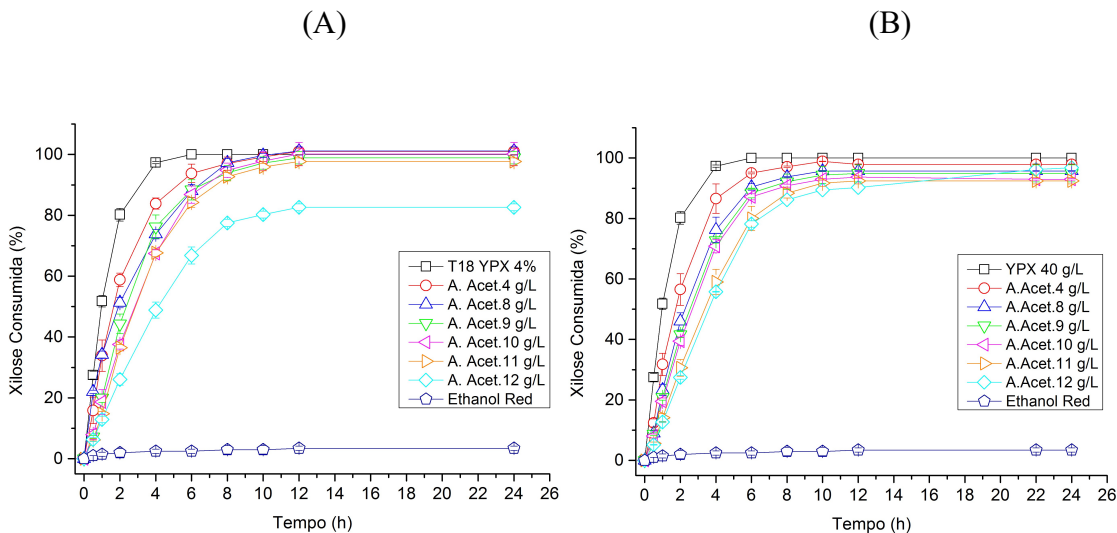 (A)
(B)
Xilose Consumida (%)
100
80
60
40
20
0
T18 YPX 4%
A. Acet.4 g/L
A. Acet.8 g/L
A. Acet.9 g/L
A. Acet.10 g/L
A. Acet.11 g/L
A. Acet.12 g/L
Ethanol Red
0 2 4 6 8 10 12 14 16 18 20 22 24 26
Tempo (h)
Xilose Consumida (%)
100
80
60
40
20
0
YPX 40 g/L
A.Acet.4 g/L
A.Acet.8 g/L
A.Acet.9 g/L
A.Acet.10 g/L
A.Acet.11 g/L
A.Acet.12 g/L
Ethanol Red
0 2 4 6 8 10 12 14 16 18 20 22 24 26
Tempo (h)